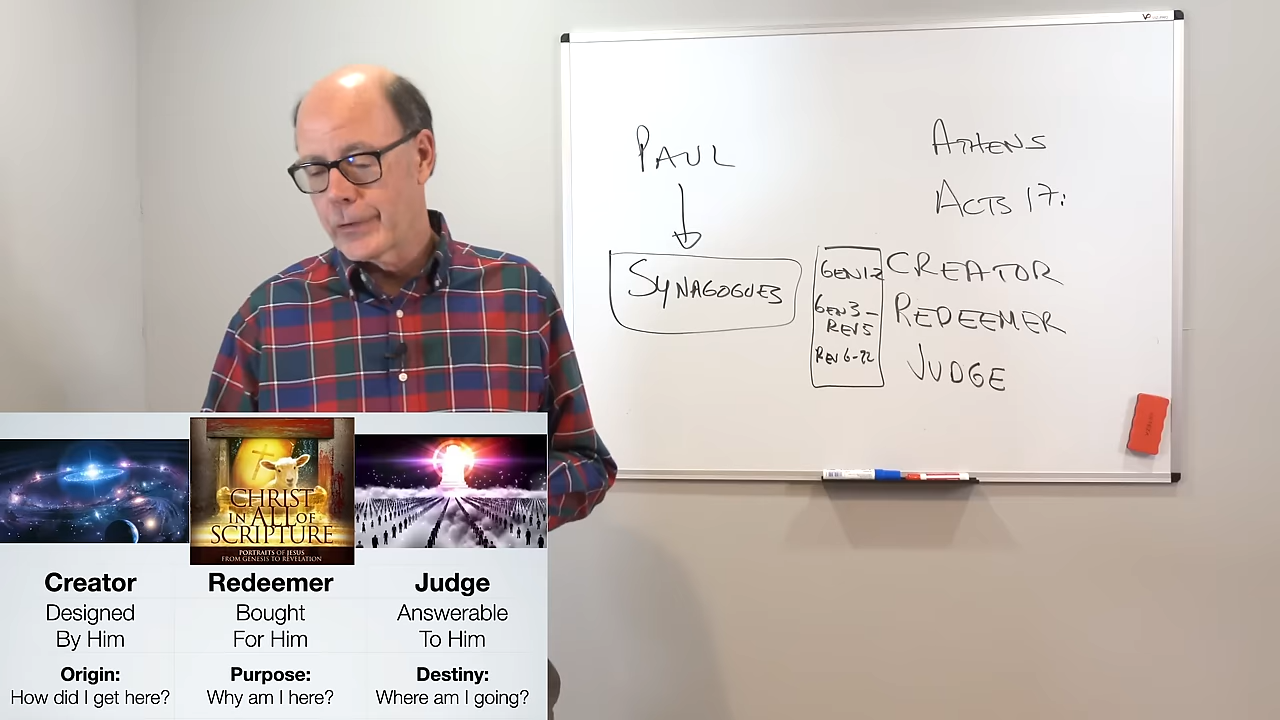 PAUL
SYNAGOGUES
ATHENS
ACTS 17:
GEN 1-2 CREATOR
GEN 3-
REV 5
REDEEMER
REV 6-22
JUDGE
CHRIST
IN ALL OF
SCRIPTURE
PORTRAITS OF JESUS
FROM GENESIS TO REVELATION
Creator
Designed
By Him
Origin:
How did I get here?
Redeemer
Bought
For Him
Purpose:
Why am I here?
Judge
Answerable
To Him
Destiny:
Where am I going?